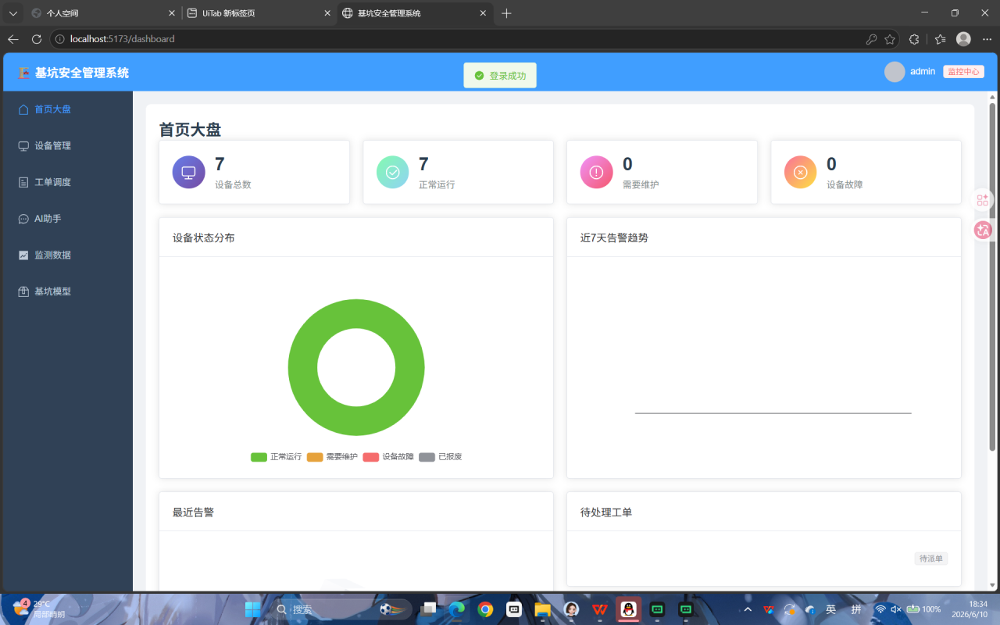 个人空间
UiTab 新标签页
基坑安全管理系统
localhost:5173/dashboard
基坑安全管理系统
登录成功
admin
监控中心
首页大盘
设备管理
工单调度
AI助手
监测数据
基坑模型
首页大盘
7
设备总数
7
正常运行
0
需要维护
0
设备故障
设备状态分布
正常运行
需要维护
设备故障
已报废
近7天告警趋势
最近告警
待处理工单
待派单
4
29°C
局部晴朗
搜索
英
拼
100%
18:34
2026/6/10